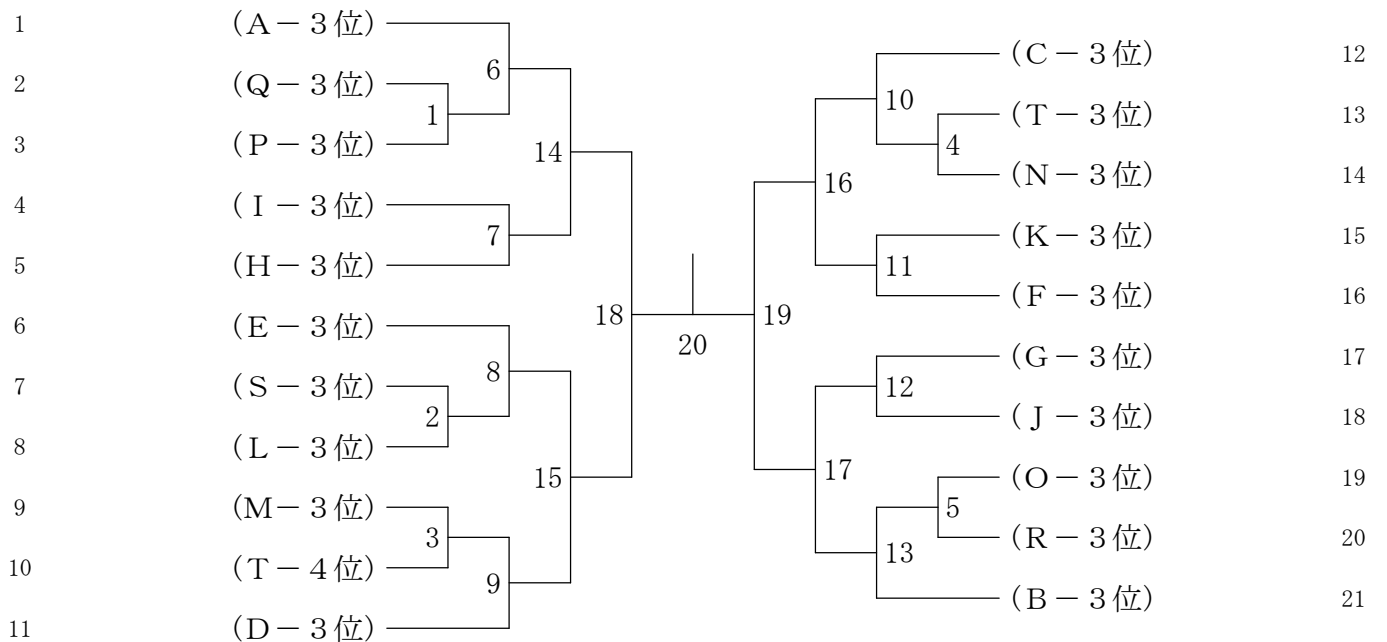 1 (A－3位)
2 (Q－3位)
3 (P－3位)
4 (I－3位)
5 (H－3位)
6 (E－3位)
7 (S－3位)
8 (L－3位)
9 (M－3位)
10 (T－4位)
11 (D－3位)
6
1
14
7
18
8
2
15
3
9
20
(C－3位) 12
(T－3位) 13
(N－3位) 14
(K－3位) 15
(F－3位) 16
(G－3位) 17
(J－3位) 18
(O－3位) 19
(R－3位) 20
(B－3位) 21
10
4
16
11
19
12
17
5
13